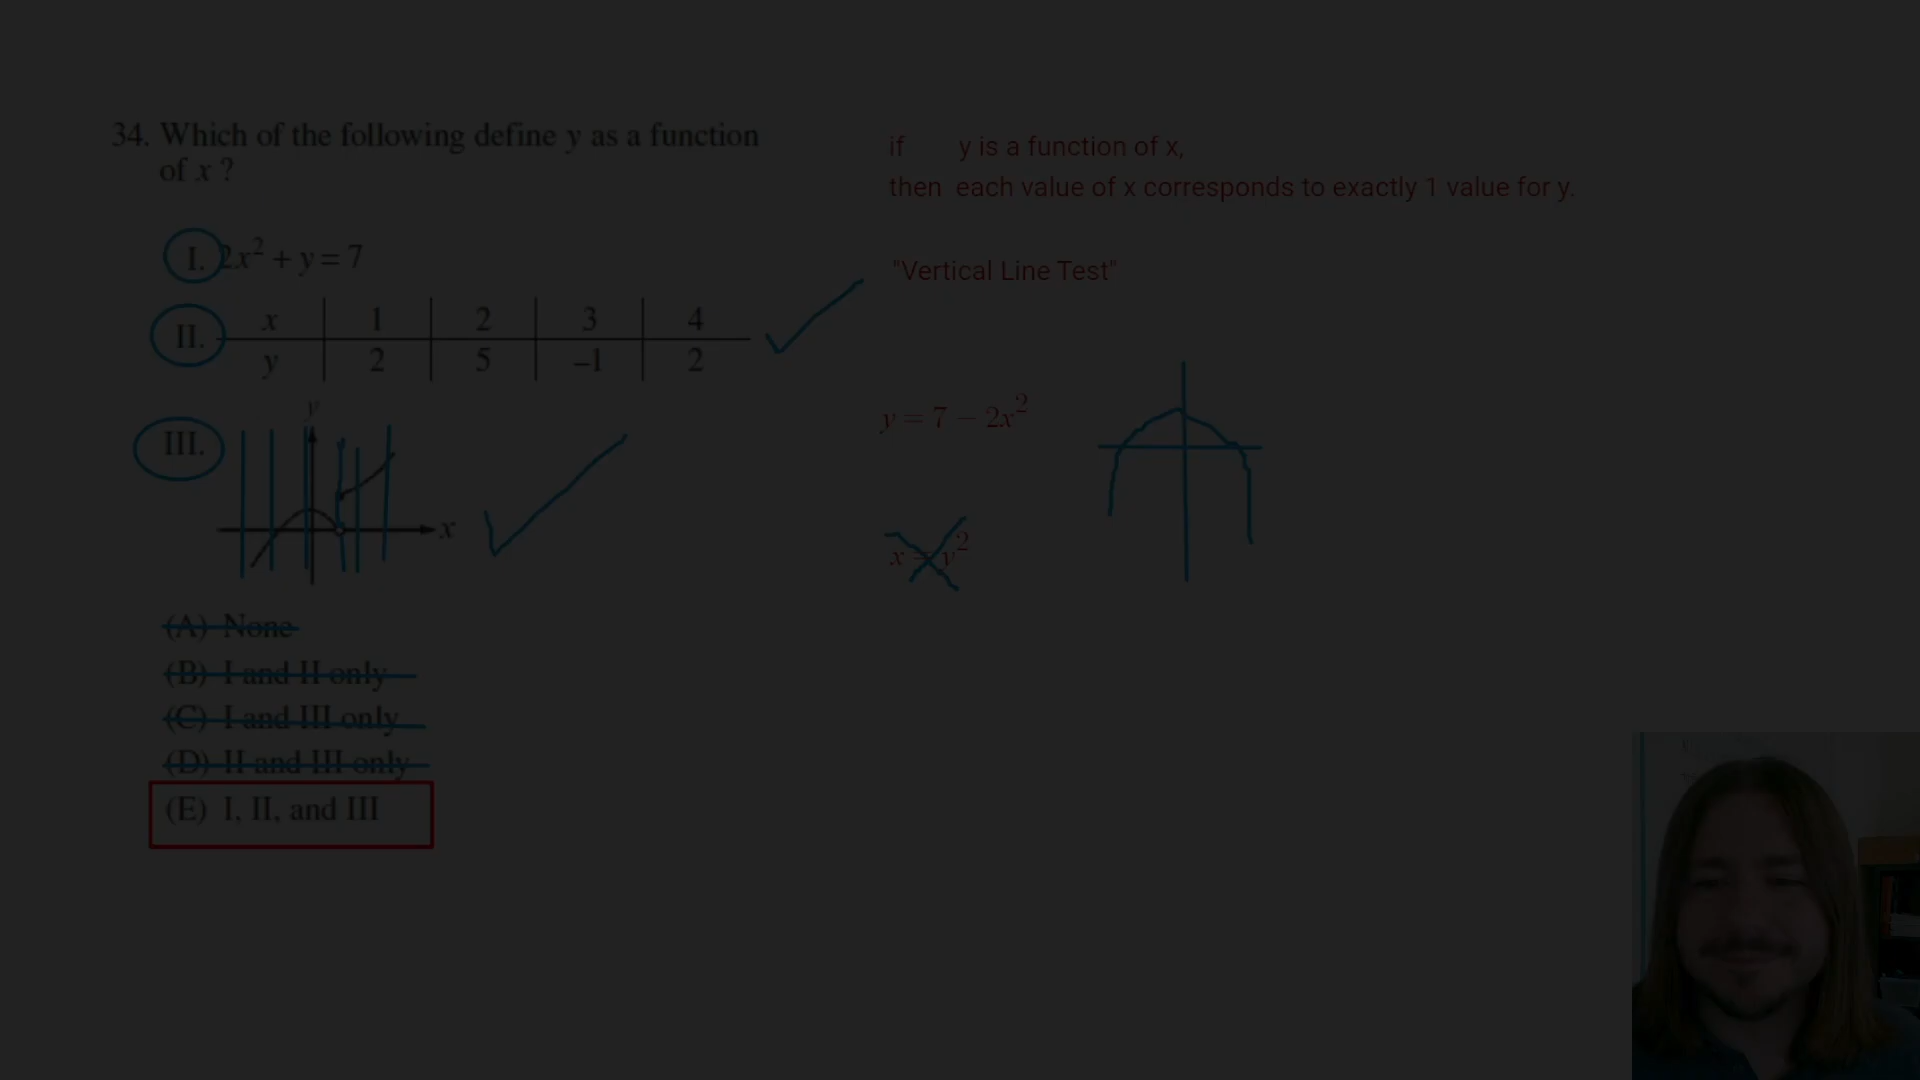 34. Which of the following define y as a function
of x ?
if y is a function of x,
then each value of x corresponds to exactly 1 value for y.
"Vertical Line Test"
I. 2x² + y = 7
II. x 1 2 3 4
y 2 5 –1 2
III.
y
x
y = 7 − 2x²
x = y²
(A) None
(B) I and II only
(C) I and III only
(D) II and III only
(E) I, II, and III